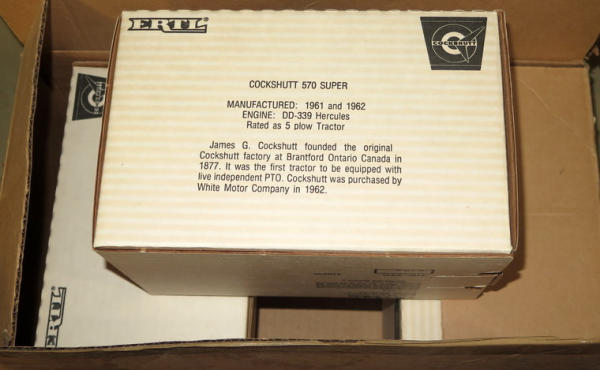 ERTL
COCKSHUTT
COCKSHUTT 570 SUPER
MANUFACTURED: 1961 and 1962
ENGINE: DD-339 Hercules
Rated as 5 plow Tractor
James G. Cockshutt founded the original
Cockshutt factory at Brantford Ontario Canada in
1877. It was the first tractor to be equipped with
live independent PTO. Cockshutt was purchased by
White Motor Company in 1962.
ERTL